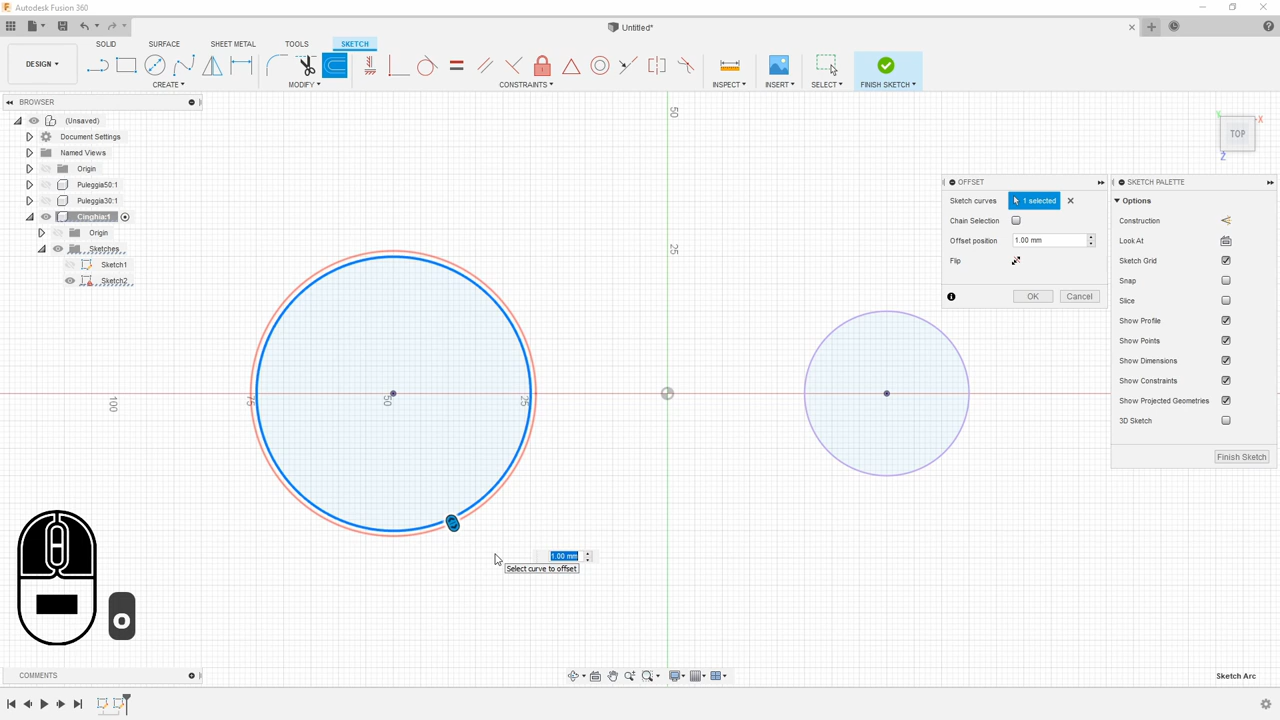 Autodesk Fusion 360
Untitled*
SOLID SURFACE SHEET METAL TOOLS SKETCH
DESIGN ▾
CREATE ▾ MODIFY ▾ CONSTRAINTS ▾ INSPECT ▾ INSERT ▾ SELECT ▾ FINISH SKETCH ▾
BROWSER
(Unsaved)
Document Settings
Named Views
Origin
Puleggia50:1
Puleggia30:1
Cinghia:1
Origin
Sketches
Sketch1
Sketch2
50
25
100
75
50
25
TOP
X
Y
Z
OFFSET
Sketch curves 1 selected
Chain Selection
Offset position 1.00 mm
Flip
OK Cancel
SKETCH PALETTE
Options
Construction
Look At
Sketch Grid
Snap
Slice
Show Profile
Show Points
Show Dimensions
Show Constraints
Show Projected Geometries
3D Sketch
Finish Sketch
1.00 mm
Select curve to offset
o
COMMENTS
Sketch Arc